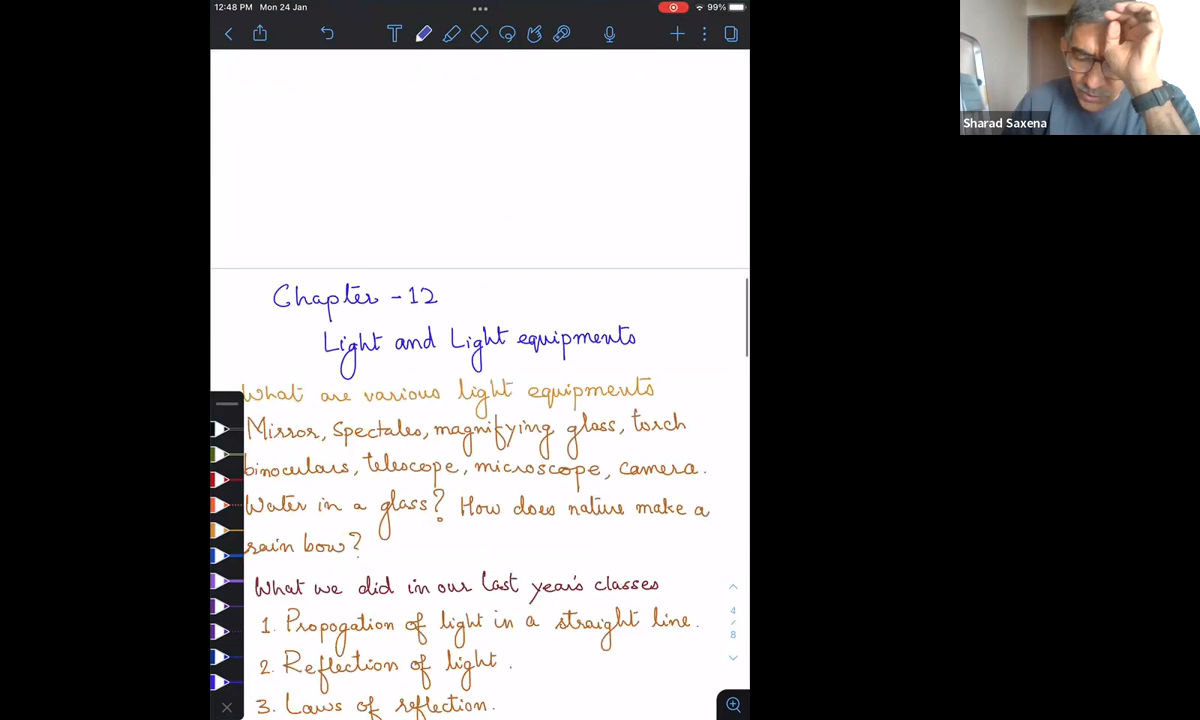 12:48 PM Mon 24 Jan
99%
Sharad Saxena
Chapter - 12
Light and Light equipments
What are various light equipments
Mirror, Spectales, magnifying glass, torch
binoculars, telescope, microscope, camera.
Water in a glass? How does nature make a
rain bow?
What we did in our last year's classes
1. Propogation of light in a straight line.
2. Reflection of light.
3. Laws of reflection.
4
/
8